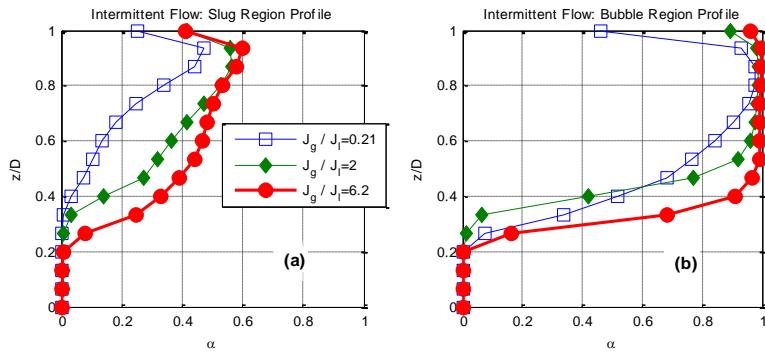 Intermittent Flow: Slug Region Profile
1
0.8
0.6
0.4
0.2
0
z/D
0
0.2
0.4
0.6
0.8
1
α
(a)
J_g / J_l=0.21
J_g / J_l=2
J_g / J_l=6.2
Intermittent Flow: Bubble Region Profile
1
0.8
0.6
0.4
0.2
0
z/D
0
0.2
0.4
0.6
0.8
1
α
(b)